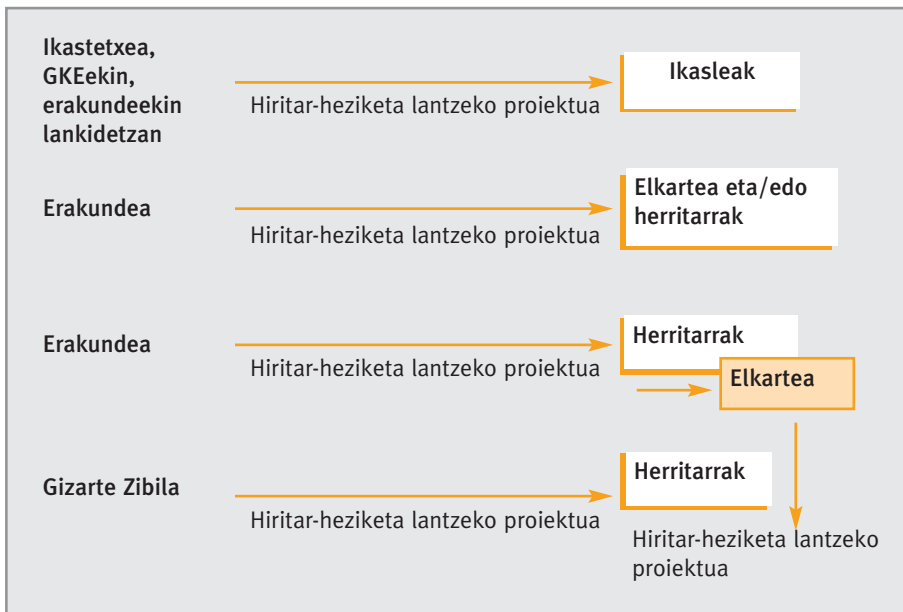 Ikastetxea,
GKEekin,
erakundeekin
lankidetzan
Hiritar-heziketa lantzeko proiektua
Ikasleak
Erakundea
Hiritar-heziketa lantzeko proiektua
Elkartea eta/edo
herritarrak
Erakundea
Hiritar-heziketa lantzeko proiektua
Herritarrak
Elkartea
Gizarte Zibila
Hiritar-heziketa lantzeko proiektua
Herritarrak
Hiritar-heziketa lantzeko
proiektua